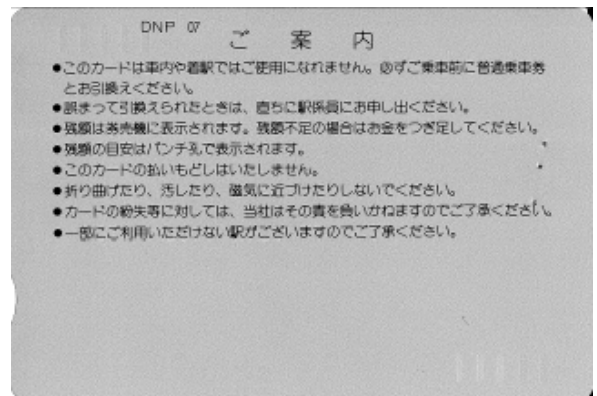 DNP 07
ご案内
●このカードは車内や着駅ではご使用になれません。必ずご乗車前に普通乗車券
とお引換えください。
●誤まって引換えられたときは、直ちに駅係員にお申し出ください。
●残額は券売機に表示されます。残額不足の場合はお金をつぎ足してください。
●残額の目安はパンチ孔で表示されます。
●このカードの払いもどしはいたしません。
●折り曲げたり、汚したり、磁気に近づけたりしないでください。
●カードの紛失等に対しては、当社はその責を負いかねますのでご了承ください。
●一部にご利用いただけない駅がございますのでご了承ください。